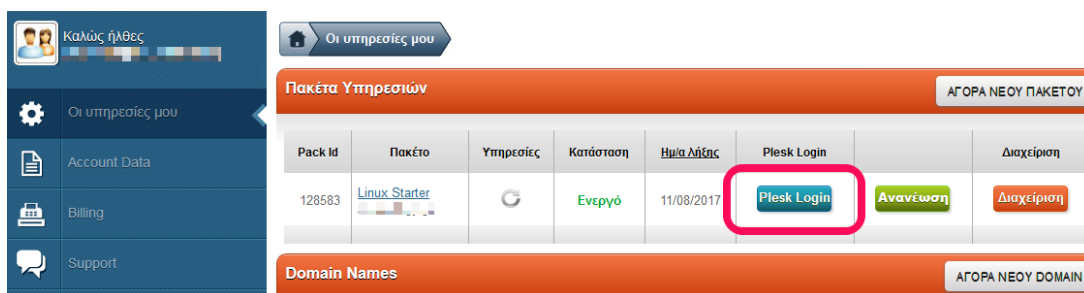 Καλώς ήλθες
Οι υπηρεσίες μου
Account Data
Billing
Support
Οι υπηρεσίες μου
Πακέτα Υπηρεσιών
ΑΓΟΡΑ ΝΕΟΥ ΠΑΚΕΤΟΥ
Pack Id Πακέτο Υπηρεσίες Κατάσταση Ημ/α Λήξης Plesk Login Διαχείριση
128583 Linux Starter Ενεργό 11/08/2017 Plesk Login Ανανέωση Διαχείριση
Domain Names
ΑΓΟΡΑ ΝΕΟΥ DOMAIN